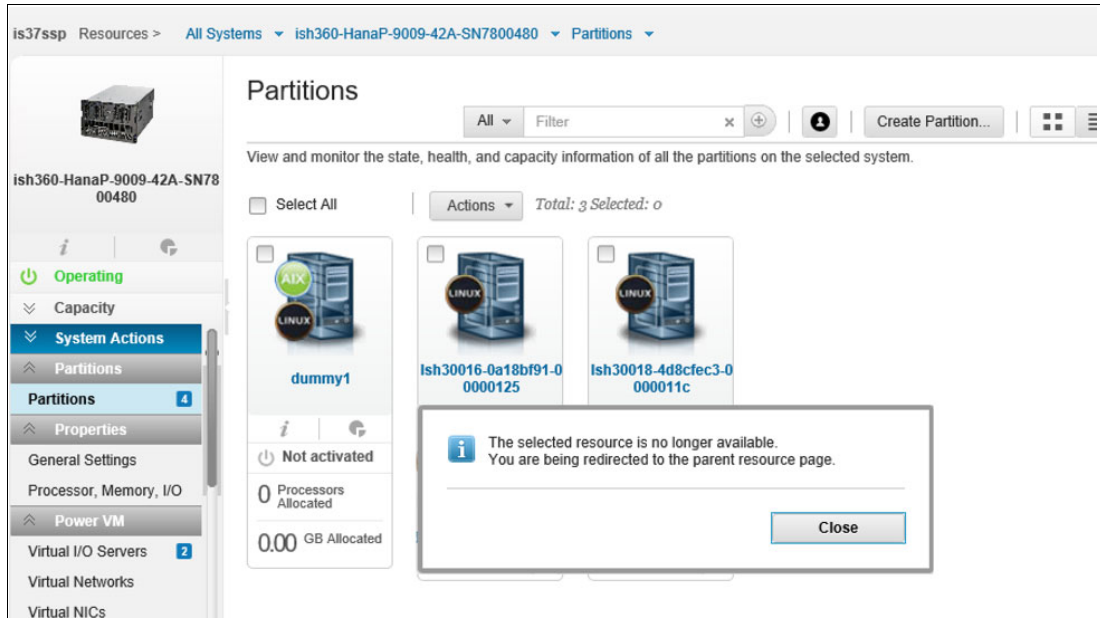 is37ssp Resources > All Systems ish360-HanaP-9009-42A-SN7800480 Partitions
ish360-HanaP-9009-42A-SN78
00480
Operating
Capacity
System Actions
Partitions
Partitions 4
Properties
General Settings
Processor, Memory, I/O
Power VM
Virtual I/O Servers 2
Virtual Networks
Virtual NICs
Partitions
All Filter Create Partition...
View and monitor the state, health, and capacity information of all the partitions on the selected system.
Select All Actions Total: 3 Selected: 0
AIX
LINUX
dummy1
Not activated
0 Processors
Allocated
0.00 GB Allocated
LINUX
lsh30016-0a18bf91-0
0000125
LINUX
lsh30018-4d8cfec3-0
000011c
The selected resource is no longer available.
You are being redirected to the parent resource page.
Close